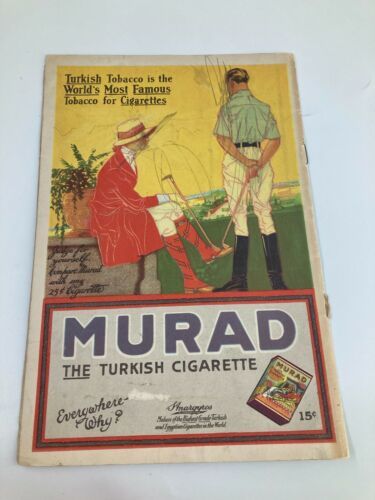 Turkish Tobacco is the
World's Most Famous
Tobacco for Cigarettes
Judge for
yourself-
Compare Murad
with any
25¢ Cigarette
MURAD
THE TURKISH CIGARETTE
Everywhere-
Why?
S. Anargyros
Makers of the Highest Grade Turkish
and Egyptian Cigarettes in the World
MURAD
15¢